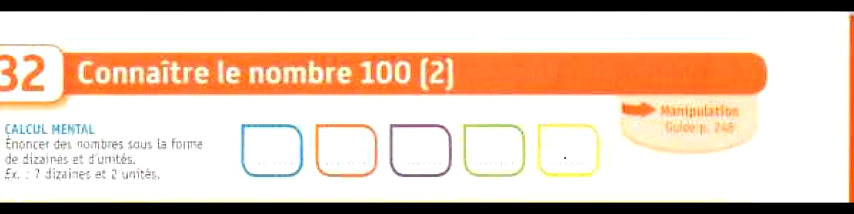 32 Connaître le nombre 100 (2)
Manipulation
Guide p. 248
CALCUL MENTAL
Énoncer des nombres sous la forme
de dizaines et d'unités.
Ex. : 7 dizaines et 2 unités.